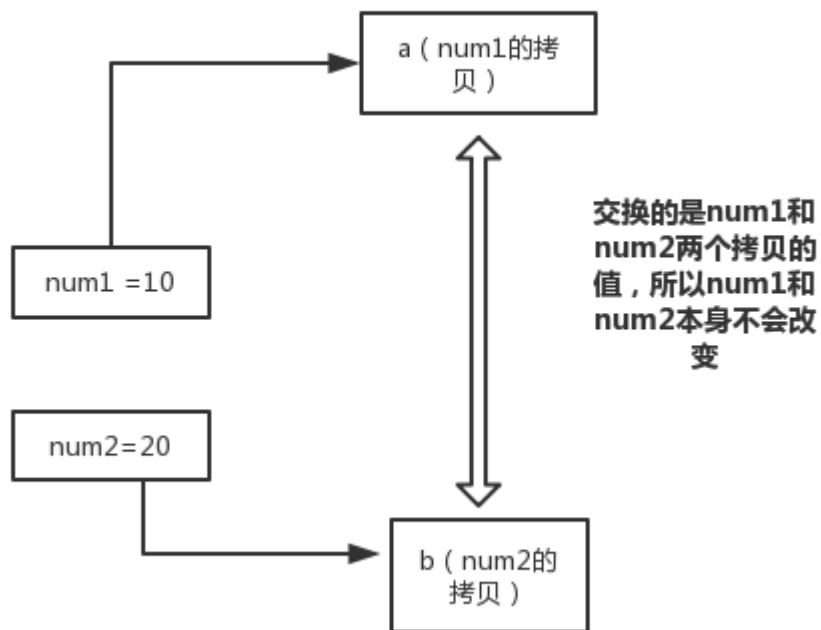 a（num1的拷
贝）
num1 =10
交换的是num1和
num2两个拷贝的
值，所以num1和
num2本身不会改
变
num2=20
b（num2的
拷贝）